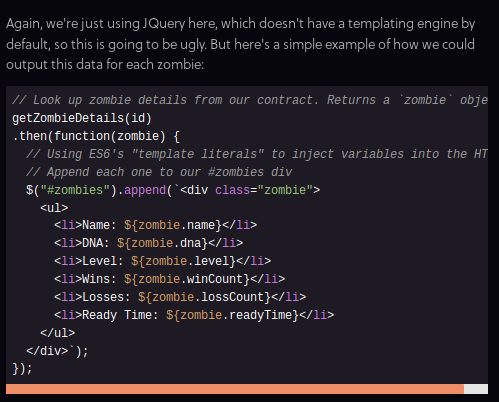 Again, we're just using JQuery here, which doesn't have a templating engine by
default, so this is going to be ugly. But here's a simple example of how we could
output this data for each zombie:
// Look up zombie details from our contract. Returns a `zombie` obje
getZombieDetails(id)
.then(function(zombie) {
  // Using ES6's "template literals" to inject variables into the HT
  // Append each one to our #zombies div
  $("#zombies").append(`<div class="zombie">
    <ul>
      <li>Name: ${zombie.name}</li>
      <li>DNA: ${zombie.dna}</li>
      <li>Level: ${zombie.level}</li>
      <li>Wins: ${zombie.winCount}</li>
      <li>Losses: ${zombie.lossCount}</li>
      <li>Ready Time: ${zombie.readyTime}</li>
    </ul>
  </div>`);
});